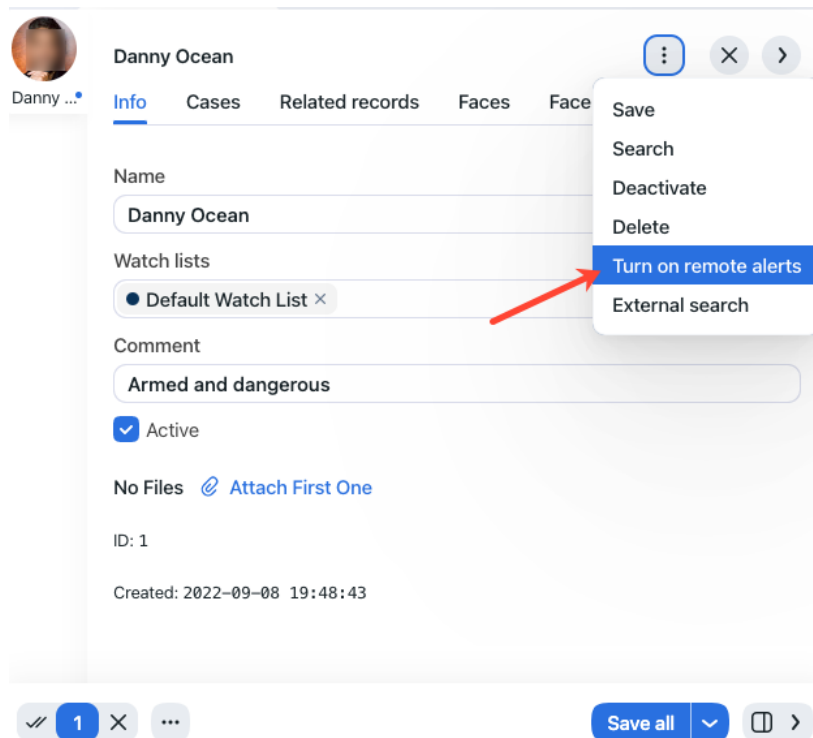 Danny Ocean
Danny ...
Info Cases Related records Faces Face
Save
Search
Deactivate
Delete
Turn on remote alerts
External search
Name
Danny Ocean
Watch lists
Default Watch List
Comment
Armed and dangerous
Active
No Files Attach First One
ID: 1
Created: 2022-09-08 19:48:43
1 ... Save all